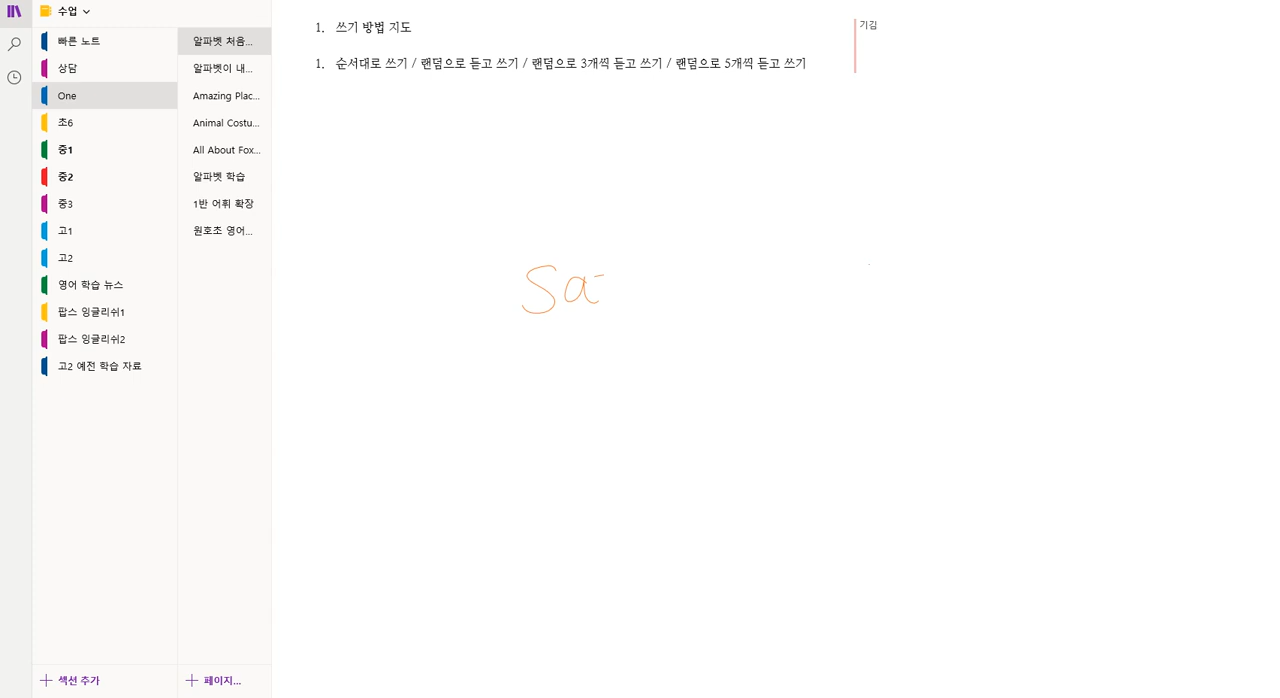 수업
빠른 노트
상담
One
초6
중1
중2
중3
고1
고2
영어 학습 뉴스
팝스 잉글리쉬1
팝스 잉글리쉬2
고2 예전 학습 자료
섹션 추가
알파벳 처음...
알파벳이 내...
Amazing Plac...
Animal Costu...
All About Fox...
알파벳 학습
1반 어휘 확장
원호초 영어...
페이지...
1. 쓰기 방법 지도
1. 순서대로 쓰기 / 랜덤으로 듣고 쓰기 / 랜덤으로 3개씩 듣고 쓰기 / 랜덤으로 5개씩 듣고 쓰기
기김
Sa